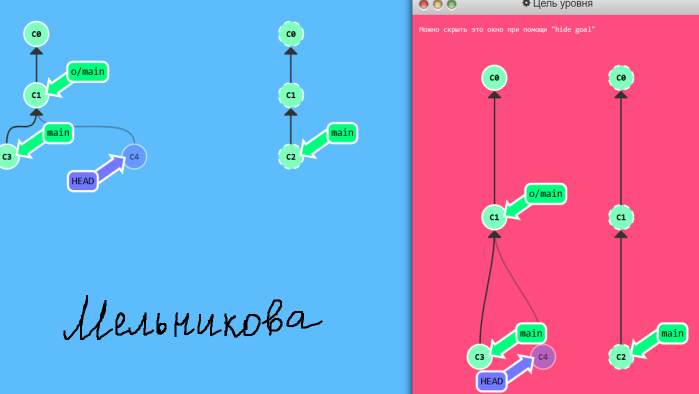 C0
o/main
C1
main
C3
C4
HEAD
C0
C1
main
C2
Мельникова
Цель уровня
Можно скрыть это окно при помощи "hide goal"
C0
o/main
C1
main
C3
C4
HEAD
C0
C1
main
C2